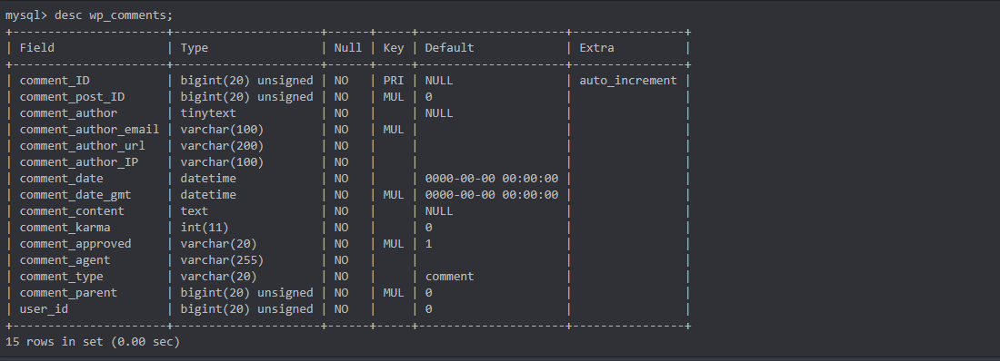 mysql> desc wp_comments;
+----------------------+---------------------+------+-----+---------------------+----------------+
| Field                | Type                | Null | Key | Default             | Extra          |
+----------------------+---------------------+------+-----+---------------------+----------------+
| comment_ID           | bigint(20) unsigned | NO   | PRI | NULL                | auto_increment |
| comment_post_ID      | bigint(20) unsigned | NO   | MUL | 0                   |                |
| comment_author       | tinytext            | NO   |     | NULL                |                |
| comment_author_email | varchar(100)        | NO   | MUL |                     |                |
| comment_author_url   | varchar(200)        | NO   |     |                     |                |
| comment_author_IP    | varchar(100)        | NO   |     |                     |                |
| comment_date         | datetime            | NO   |     | 0000-00-00 00:00:00 |                |
| comment_date_gmt     | datetime            | NO   | MUL | 0000-00-00 00:00:00 |                |
| comment_content      | text                | NO   |     | NULL                |                |
| comment_karma        | int(11)             | NO   |     | 0                   |                |
| comment_approved     | varchar(20)         | NO   | MUL | 1                   |                |
| comment_agent        | varchar(255)        | NO   |     |                     |                |
| comment_type         | varchar(20)         | NO   |     | comment             |                |
| comment_parent       | bigint(20) unsigned | NO   | MUL | 0                   |                |
| user_id              | bigint(20) unsigned | NO   |     | 0                   |                |
+----------------------+---------------------+------+-----+---------------------+----------------+
15 rows in set (0.00 sec)